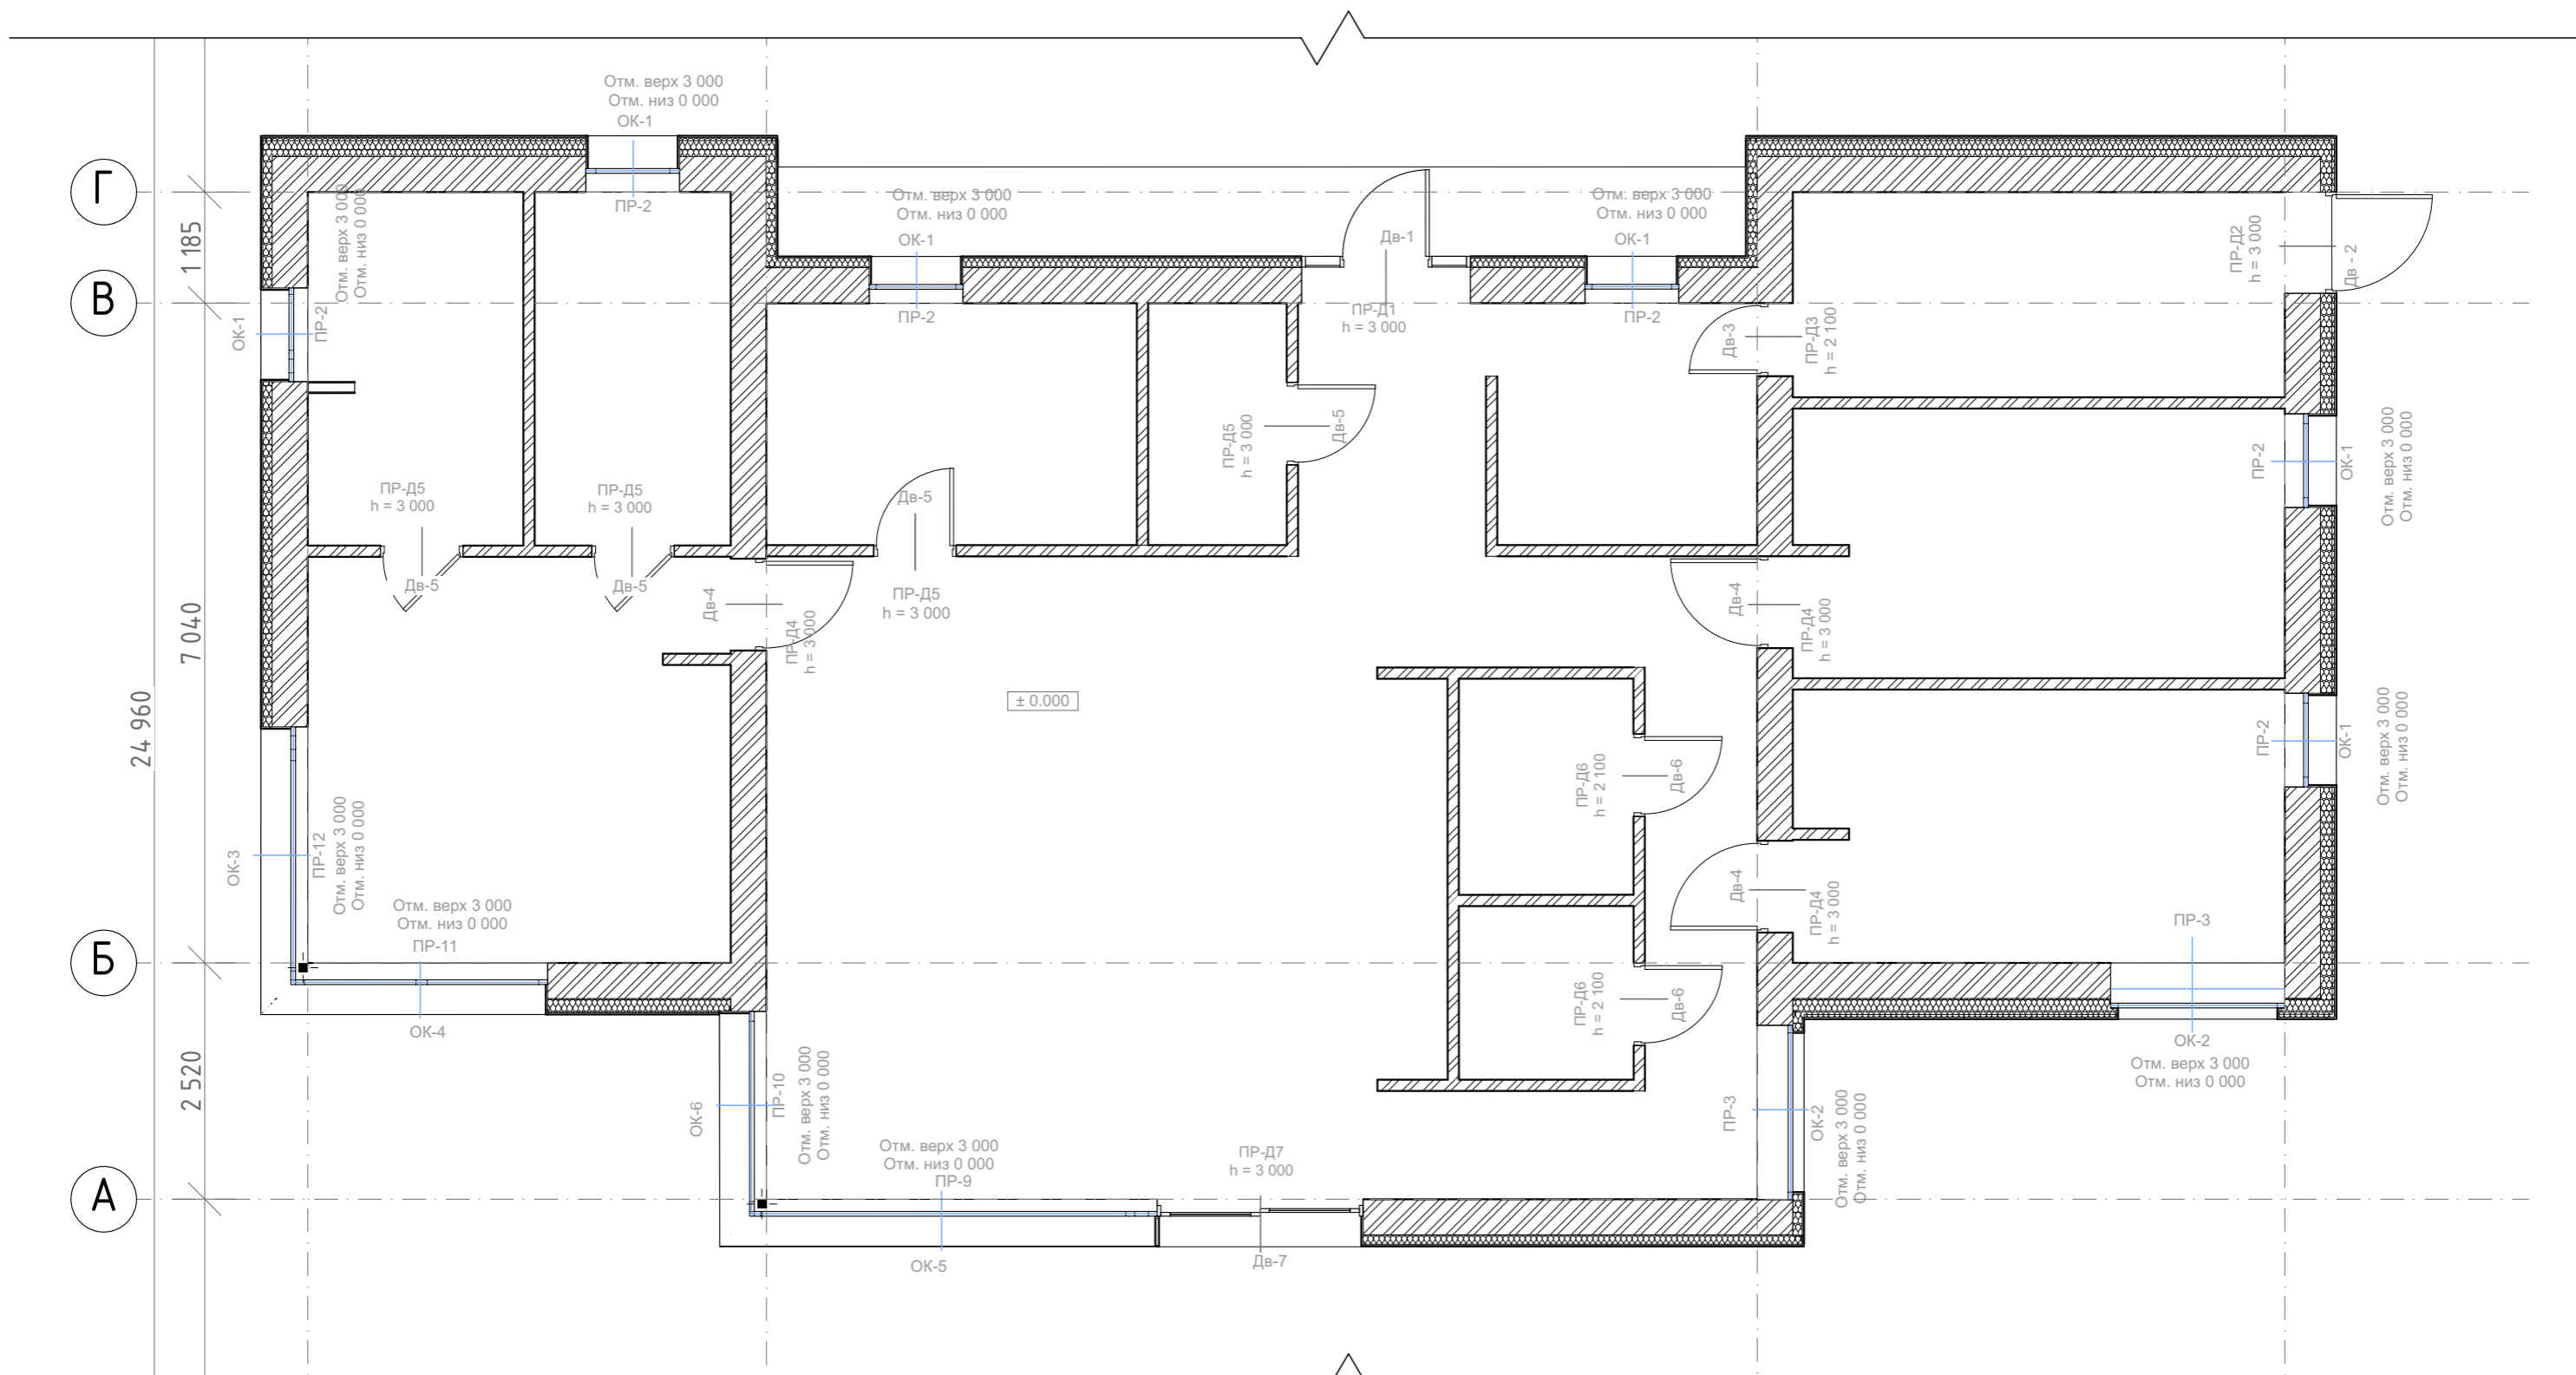 Отм. верх 3 000
Отм. низ 0 000
ОК-1
ПР-2
Г
1 185
В
7 040
24 960
Б
2 520
А
Отм. верх 3 000
Отм. низ 0 000
ОК-1
ПР-2
Отм. верх 3 000
Отм. низ 0 000
ОК-1
ПР-2
Дв-1
ПР-Д1
h = 3 000
Отм. верх 3 000
Отм. низ 0 000
ОК-1
ПР-2
ПР-Д2
h = 3 000
Дв - 2
Дв-3
ПР-Д3
h = 2 100
ПР-Д5
h = 3 000
Дв-5
ПР-Д5
h = 3 000
Дв-5
Дв-5
ПР-Д5
h = 3 000
ПР-Д5
h = 3 000
Дв-5
ПР-2
ОК-1
Отм. верх 3 000
Отм. низ 0 000
Дв-4
ПР-Д4
h = 3 000
Дв-4
ПР-Д4
h = 3 000
± 0.000
ПР-Д6
h = 2 100
Дв-6
ПР-2
ОК-1
Отм. верх 3 000
Отм. низ 0 000
ОК-3
ПР-12
Отм. верх 3 000
Отм. низ 0 000
Отм. верх 3 000
Отм. низ 0 000
ПР-11
ОК-4
Дв-4
ПР-Д4
h = 3 000
ПР-Д6
h = 2 100
Дв-6
ПР-3
ОК-2
Отм. верх 3 000
Отм. низ 0 000
ОК-6
ПР-10
Отм. верх 3 000
Отм. низ 0 000
Отм. верх 3 000
Отм. низ 0 000
ПР-9
ОК-5
ПР-Д7
h = 3 000
Дв-7
ПР-3
ОК-2
Отм. верх 3 000
Отм. низ 0 000